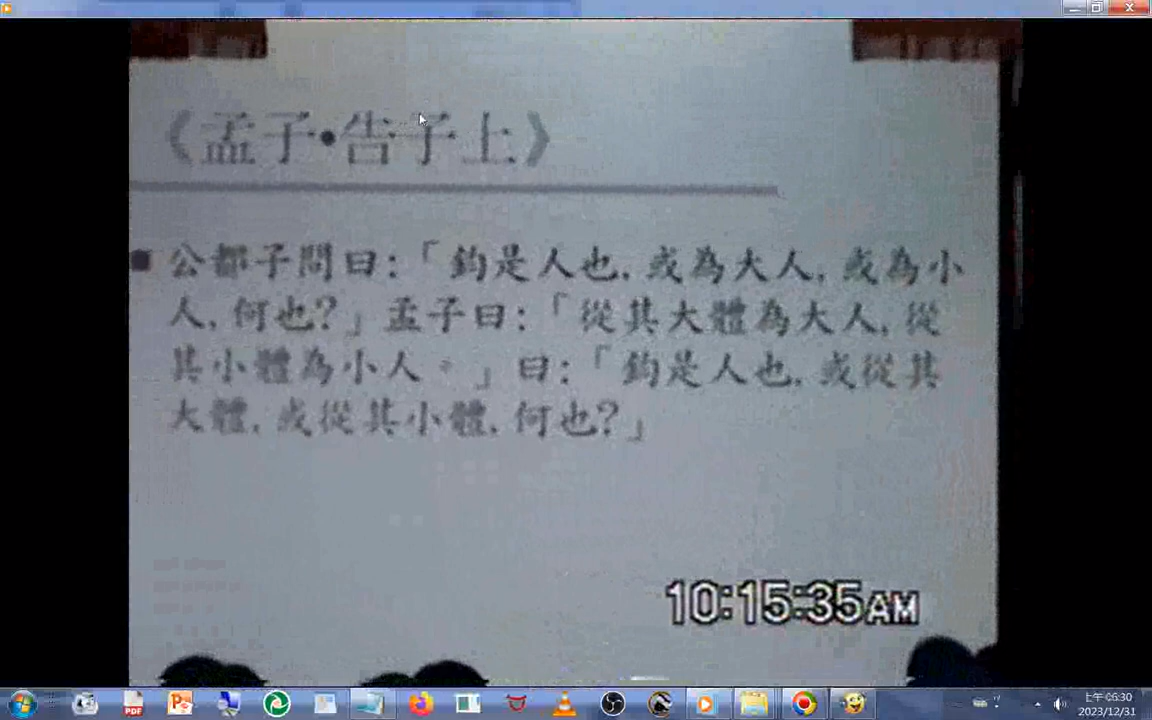 《孟子•告子上》
■ 公都子問曰:「鈞是人也,或為大人,或為小
人,何也?」孟子曰:「從其大體為大人,從
其小體為小人。」曰:「鈞是人也,或從其
大體,或從其小體,何也?」
10:15:35AM
PDF
上午 06:30
2023/12/31